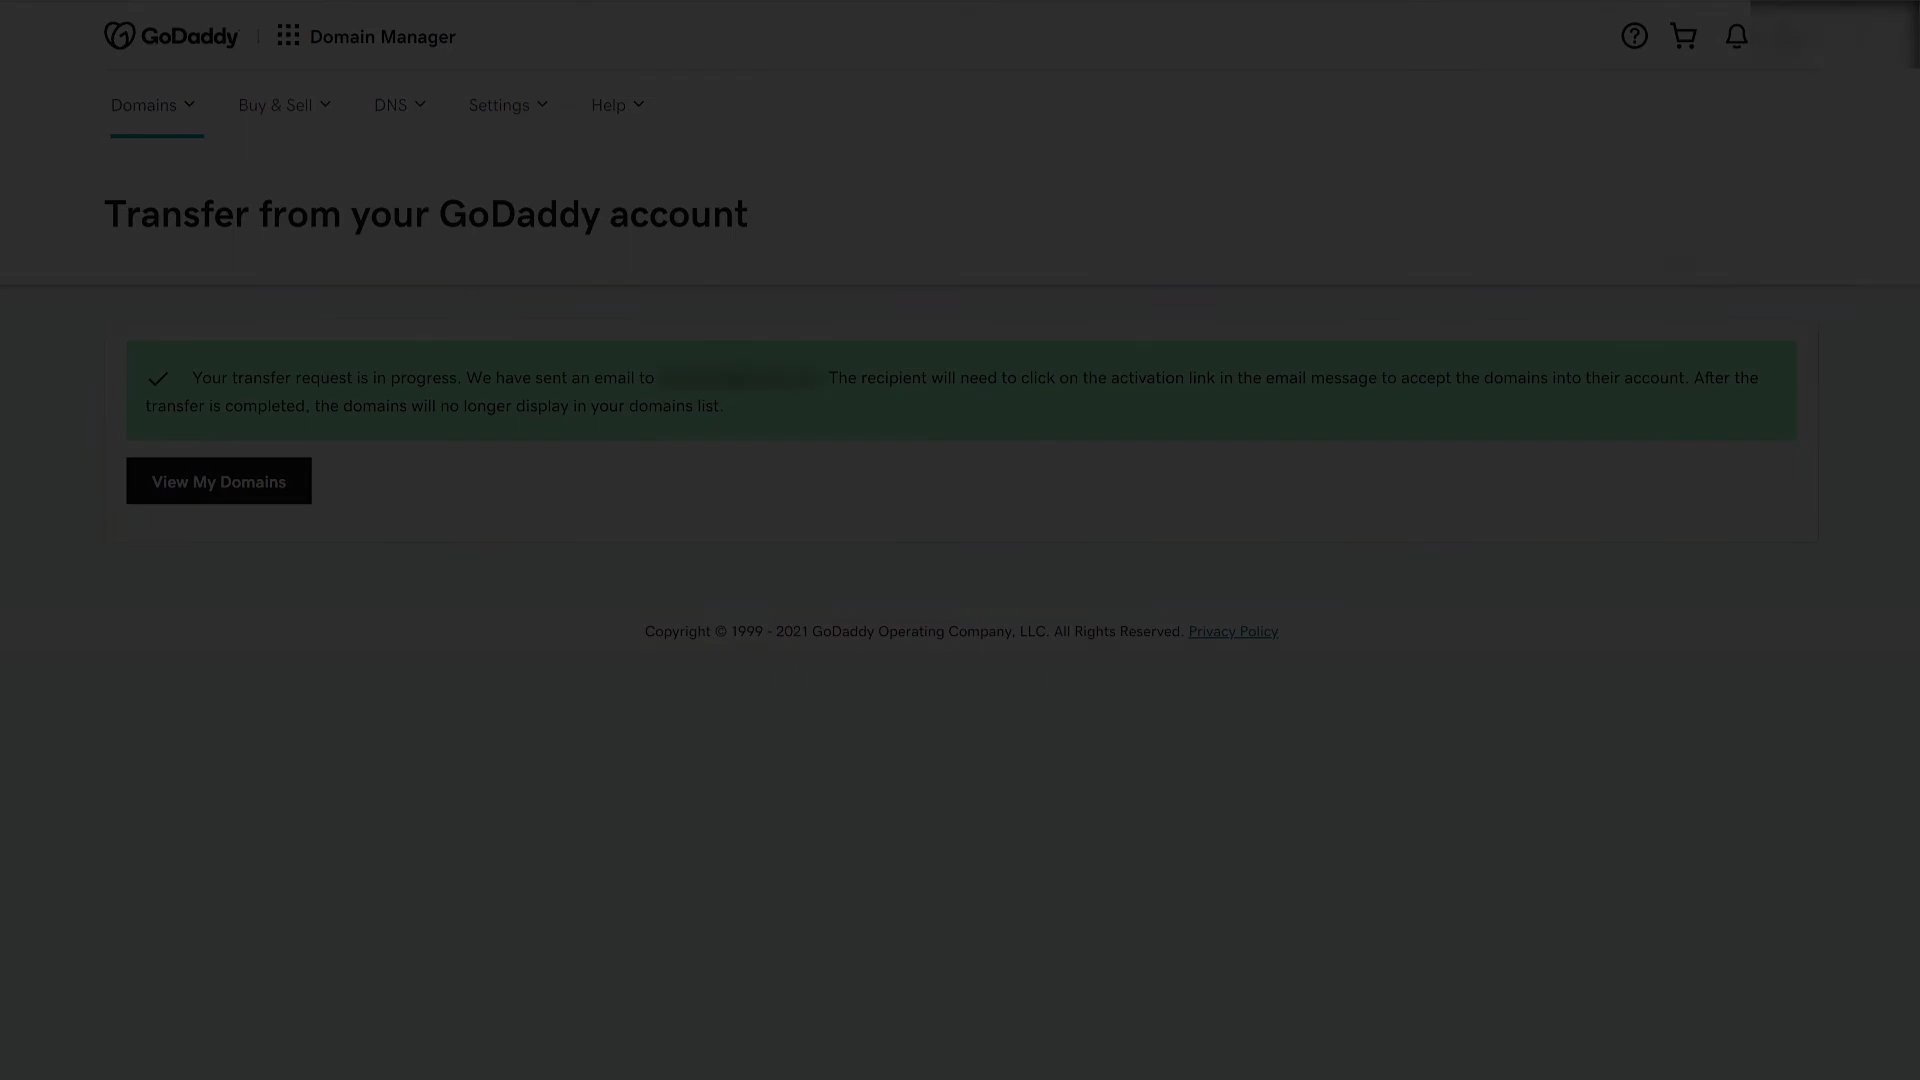 GoDaddy Domain Manager
Domains Buy & Sell DNS Settings Help
Transfer from your GoDaddy account
Your transfer request is in progress. We have sent an email to The recipient will need to click on the activation link in the email message to accept the domains into their account. After the
transfer is completed, the domains will no longer display in your domains list.
View My Domains
Copyright © 1999 - 2021 GoDaddy Operating Company, LLC. All Rights Reserved. Privacy Policy